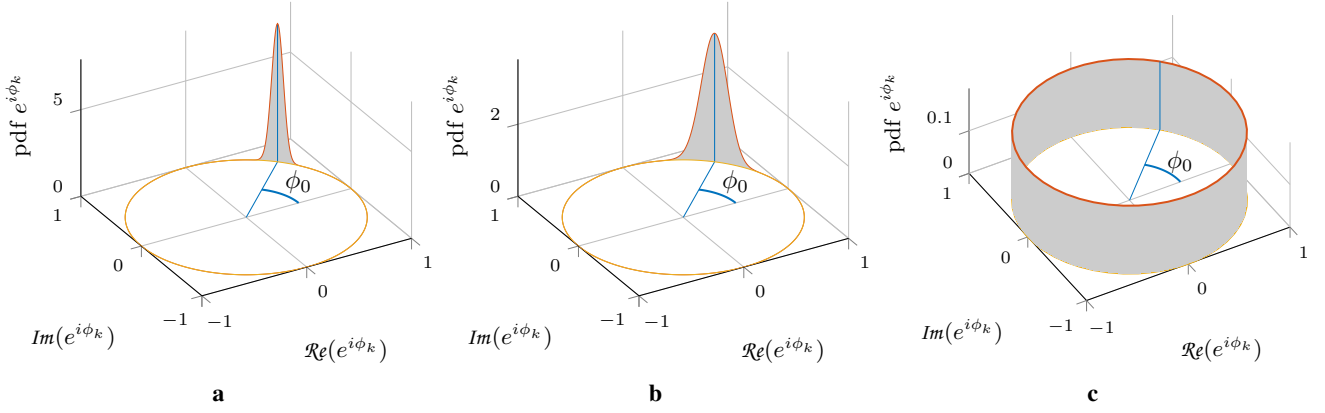 pdf e^{iϕ_k}
5
0
1
0
−1
−1
0
1
ϕ_0
Im(e^{iϕ_k})
Re(e^{iϕ_k})
a
pdf e^{iϕ_k}
2
0
1
0
−1
−1
0
1
ϕ_0
Im(e^{iϕ_k})
Re(e^{iϕ_k})
b
pdf e^{iϕ_k}
0.1
0
1
0
−1
−1
0
1
ϕ_0
Im(e^{iϕ_k})
Re(e^{iϕ_k})
c